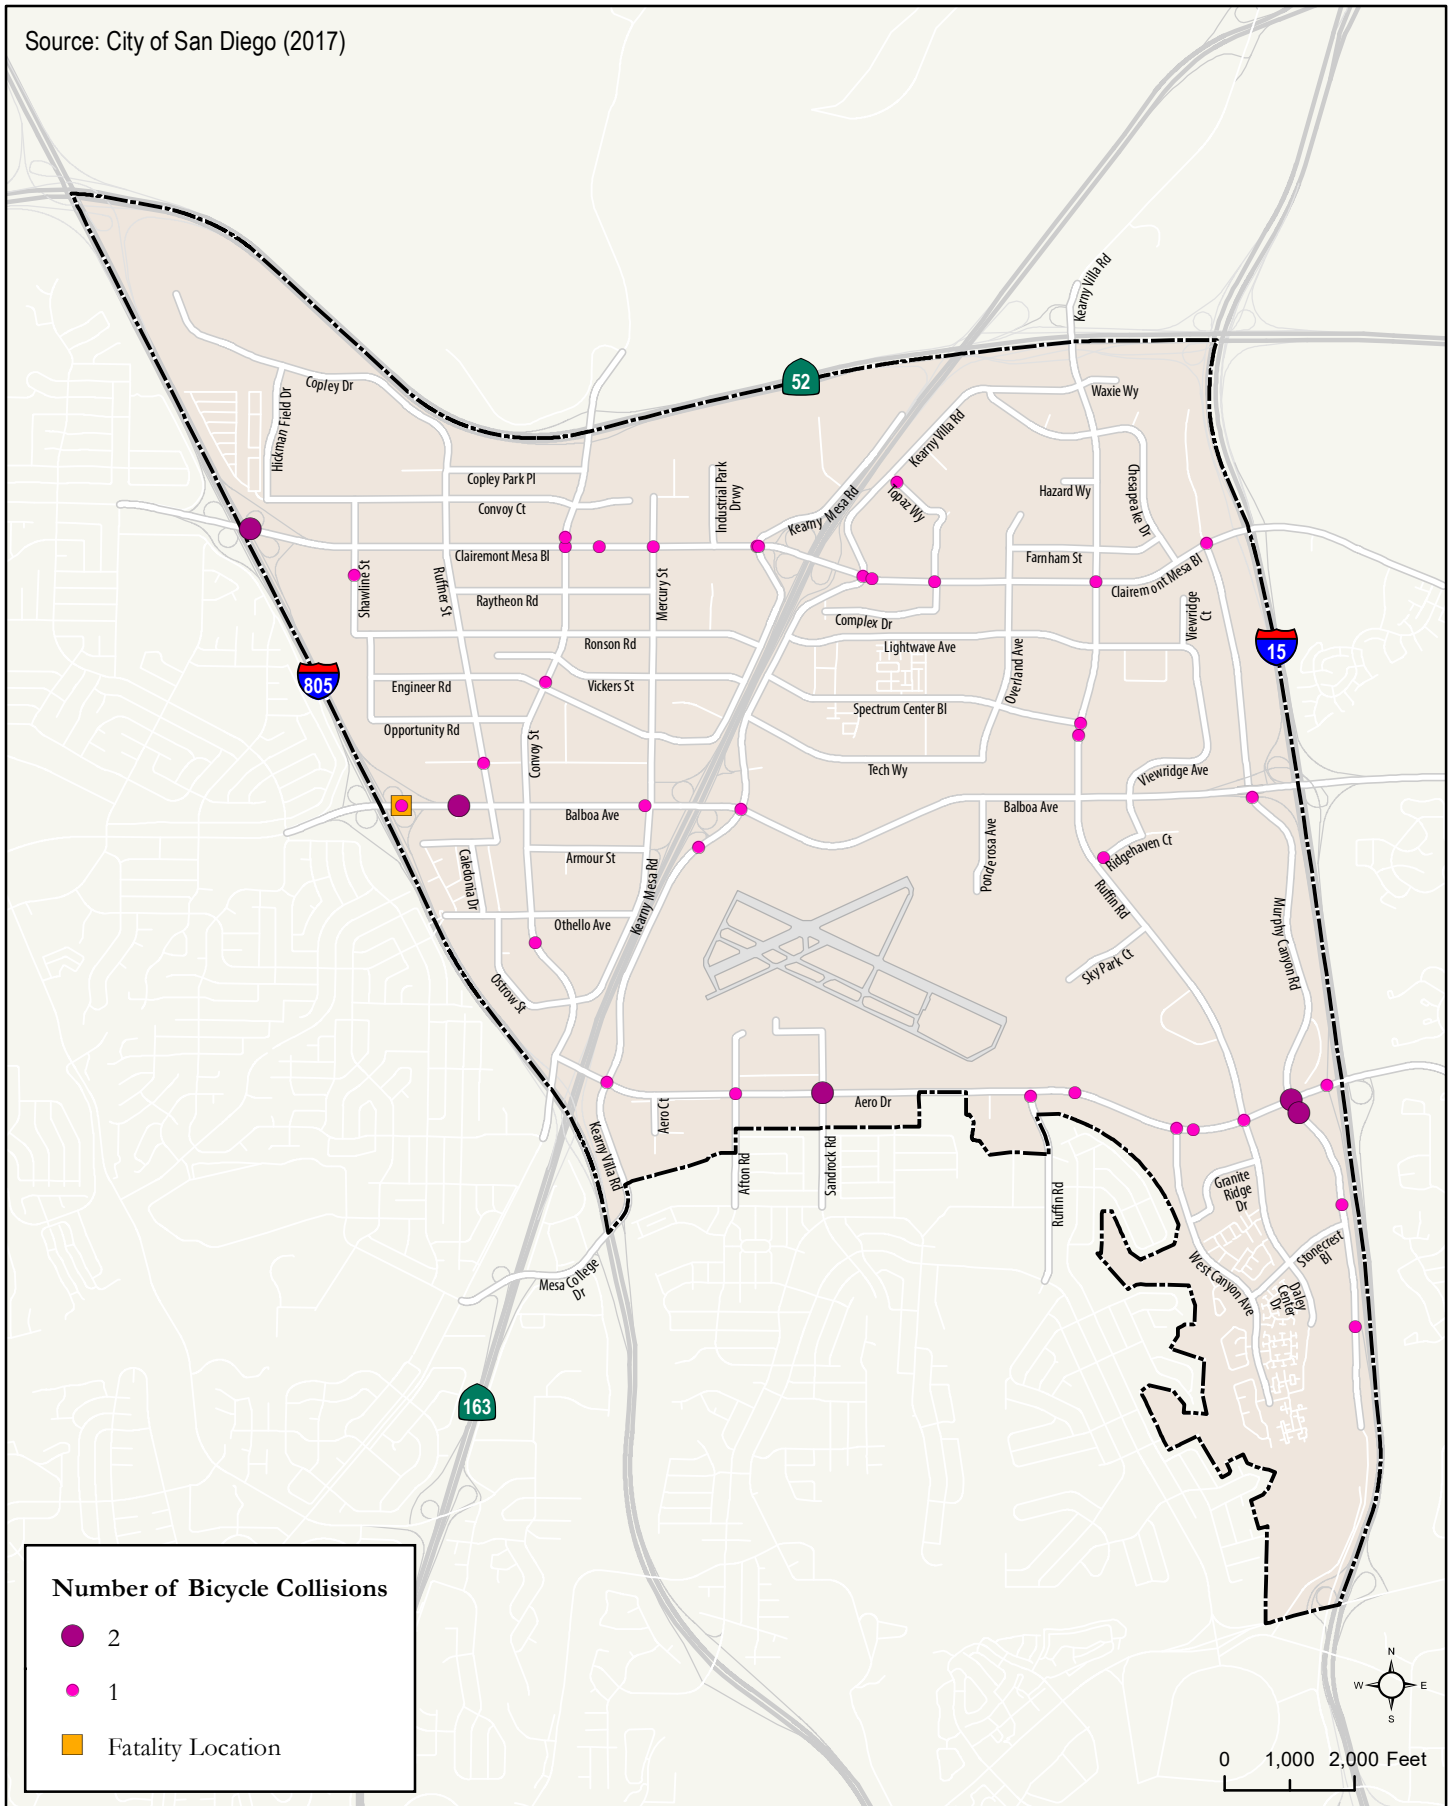 Source: City of San Diego (2017)
Kearny Villa Rd
52
Copley Dr
Hickman Field Dr
Waxie Wy
Kearny Villa Rd
Copley Park Pl
Industrial Park
Drwy
Kearny Mesa Rd
Topaz Wy
Hazard Wy
Chesapeake Dr
Convoy Ct
Clairemont Mesa Bl
Farnham St
Clairemont Mesa Bl
Shawline St
Ruffner St
Raytheon Rd
Mercury St
Complex Dr
Viewridge
Ct
Ronson Rd
Lightwave Ave
15
805
Engineer Rd
Vickers St
Overland Ave
Spectrum Center Bl
Opportunity Rd
Convoy St
Tech Wy
Viewridge Ave
Balboa Ave
Balboa Ave
Armour St
Ponderosa Ave
Ridgehaven Ct
Caledonia Dr
Kearny Mesa Rd
Ruffin Rd
Othello Ave
Murphy Canyon Rd
Sky Park Ct
Ostrow St
Aero Ct
Aero Dr
Kearny Villa Rd
Afton Rd
Sandrock Rd
Ruffin Rd
Granite
Ridge
Dr
Stonecrest
Bl
West Canyon Ave
Daley
Center
Dr
Mesa College
Dr
163
Number of Bicycle Collisions
2
1
Fatality Location
N
W
E
S
0
1,000
2,000 Feet